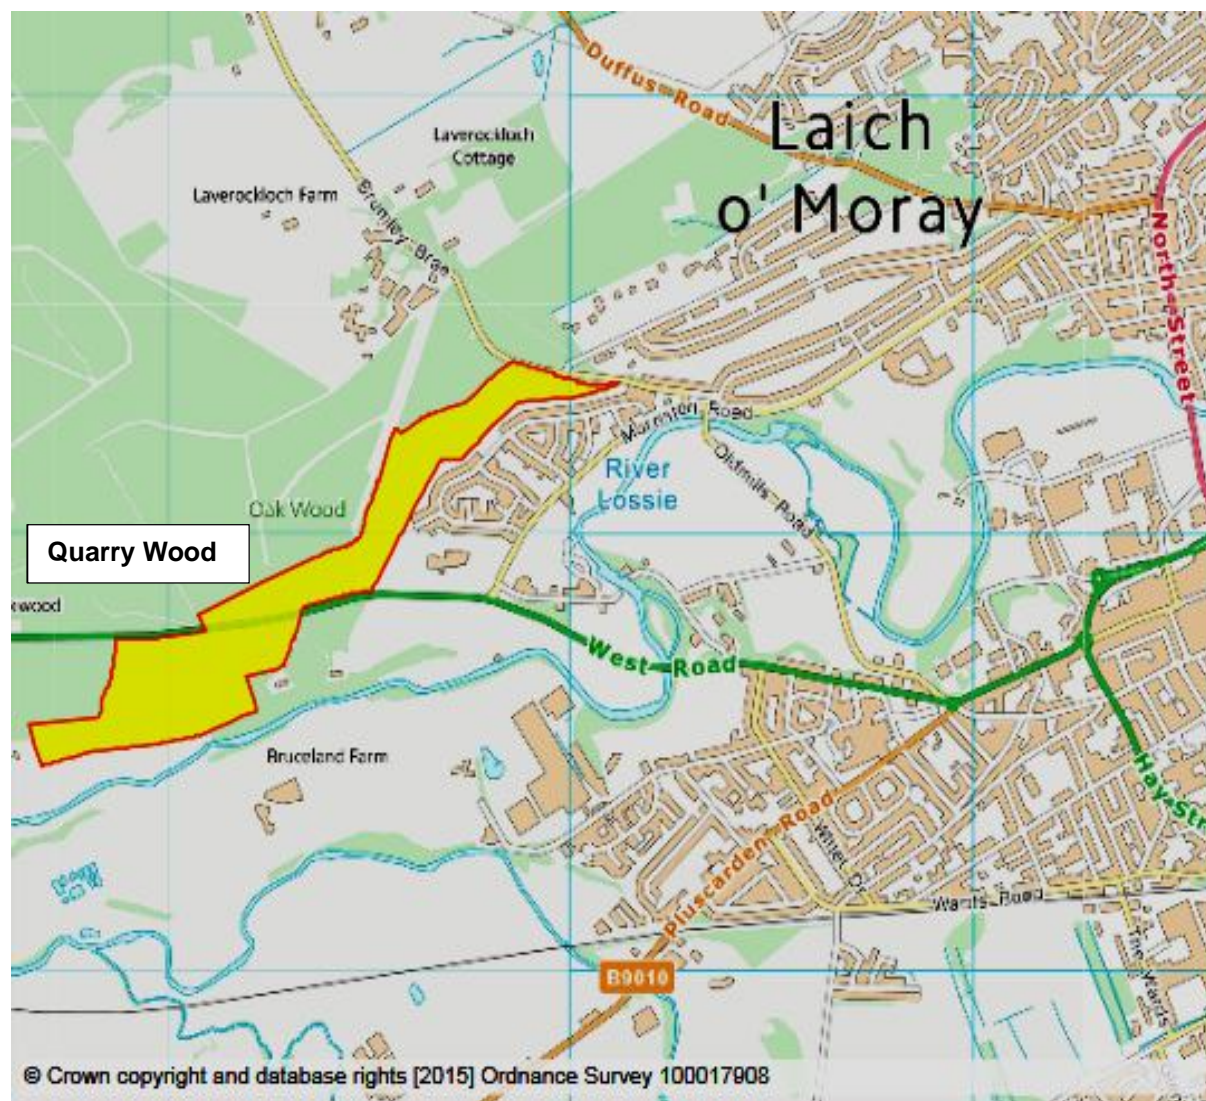 Duffus Road
Laich
o' Moray
Laverockloch
Cottage
Laverockloch Farm
Brumley Brae
North Street
Morriston Road
River
Lossie
Oldmills Road
Oak Wood
Quarry Wood
West Road
Bruceland Farm
Hay Str
Pluscarden Road
Wards Road
The Wards
B9010
© Crown copyright and database rights [2015] Ordnance Survey 100017908